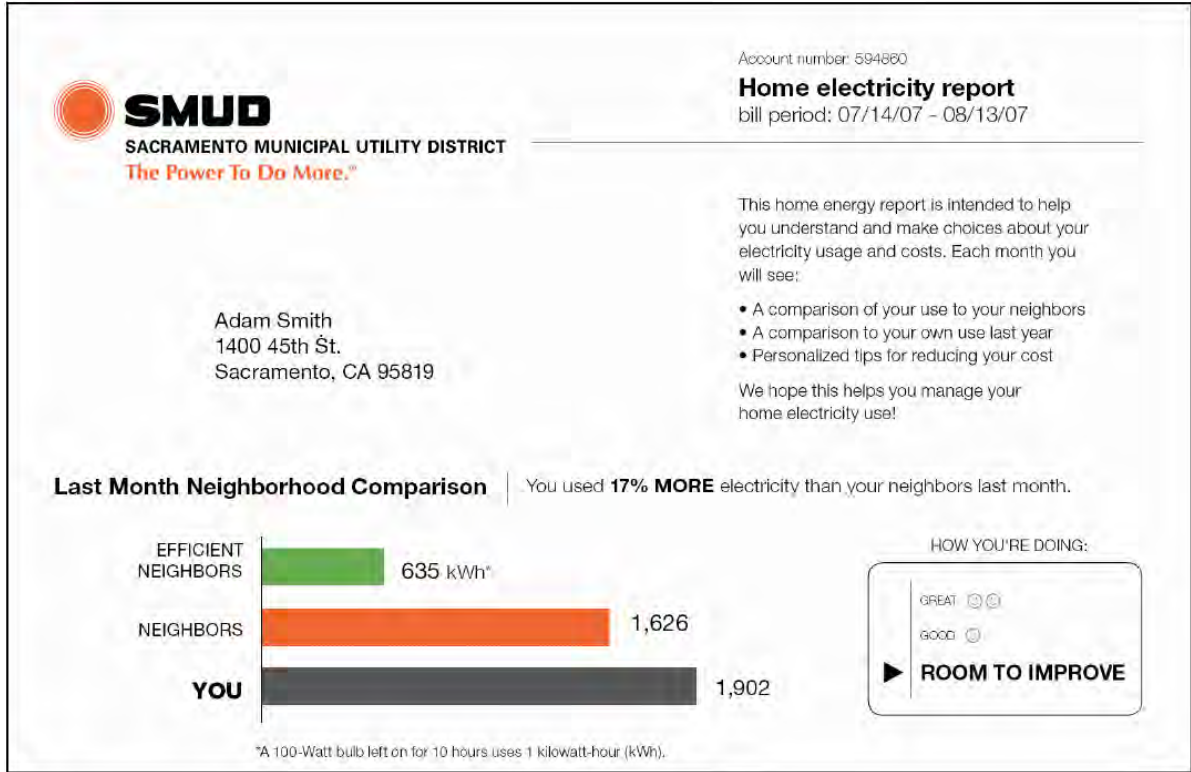 SMUD
SACRAMENTO MUNICIPAL UTILITY DISTRICT
The Power To Do More.®
Account number: 594860
Home electricity report
bill period: 07/14/07 - 08/13/07
This home energy report is intended to help
you understand and make choices about your
electricity usage and costs. Each month you
will see:
• A comparison of your use to your neighbors
• A comparison to your own use last year
• Personalized tips for reducing your cost
We hope this helps you manage your
home electricity use!
Adam Smith
1400 45th St.
Sacramento, CA 95819
Last Month Neighborhood Comparison
You used 17% MORE electricity than your neighbors last month.
EFFICIENT
NEIGHBORS
635 kWh*
NEIGHBORS
1,626
YOU
1,902
*A 100-Watt bulb left on for 10 hours uses 1 kilowatt-hour (kWh).
HOW YOU'RE DOING:
GREAT
GOOD
ROOM TO IMPROVE